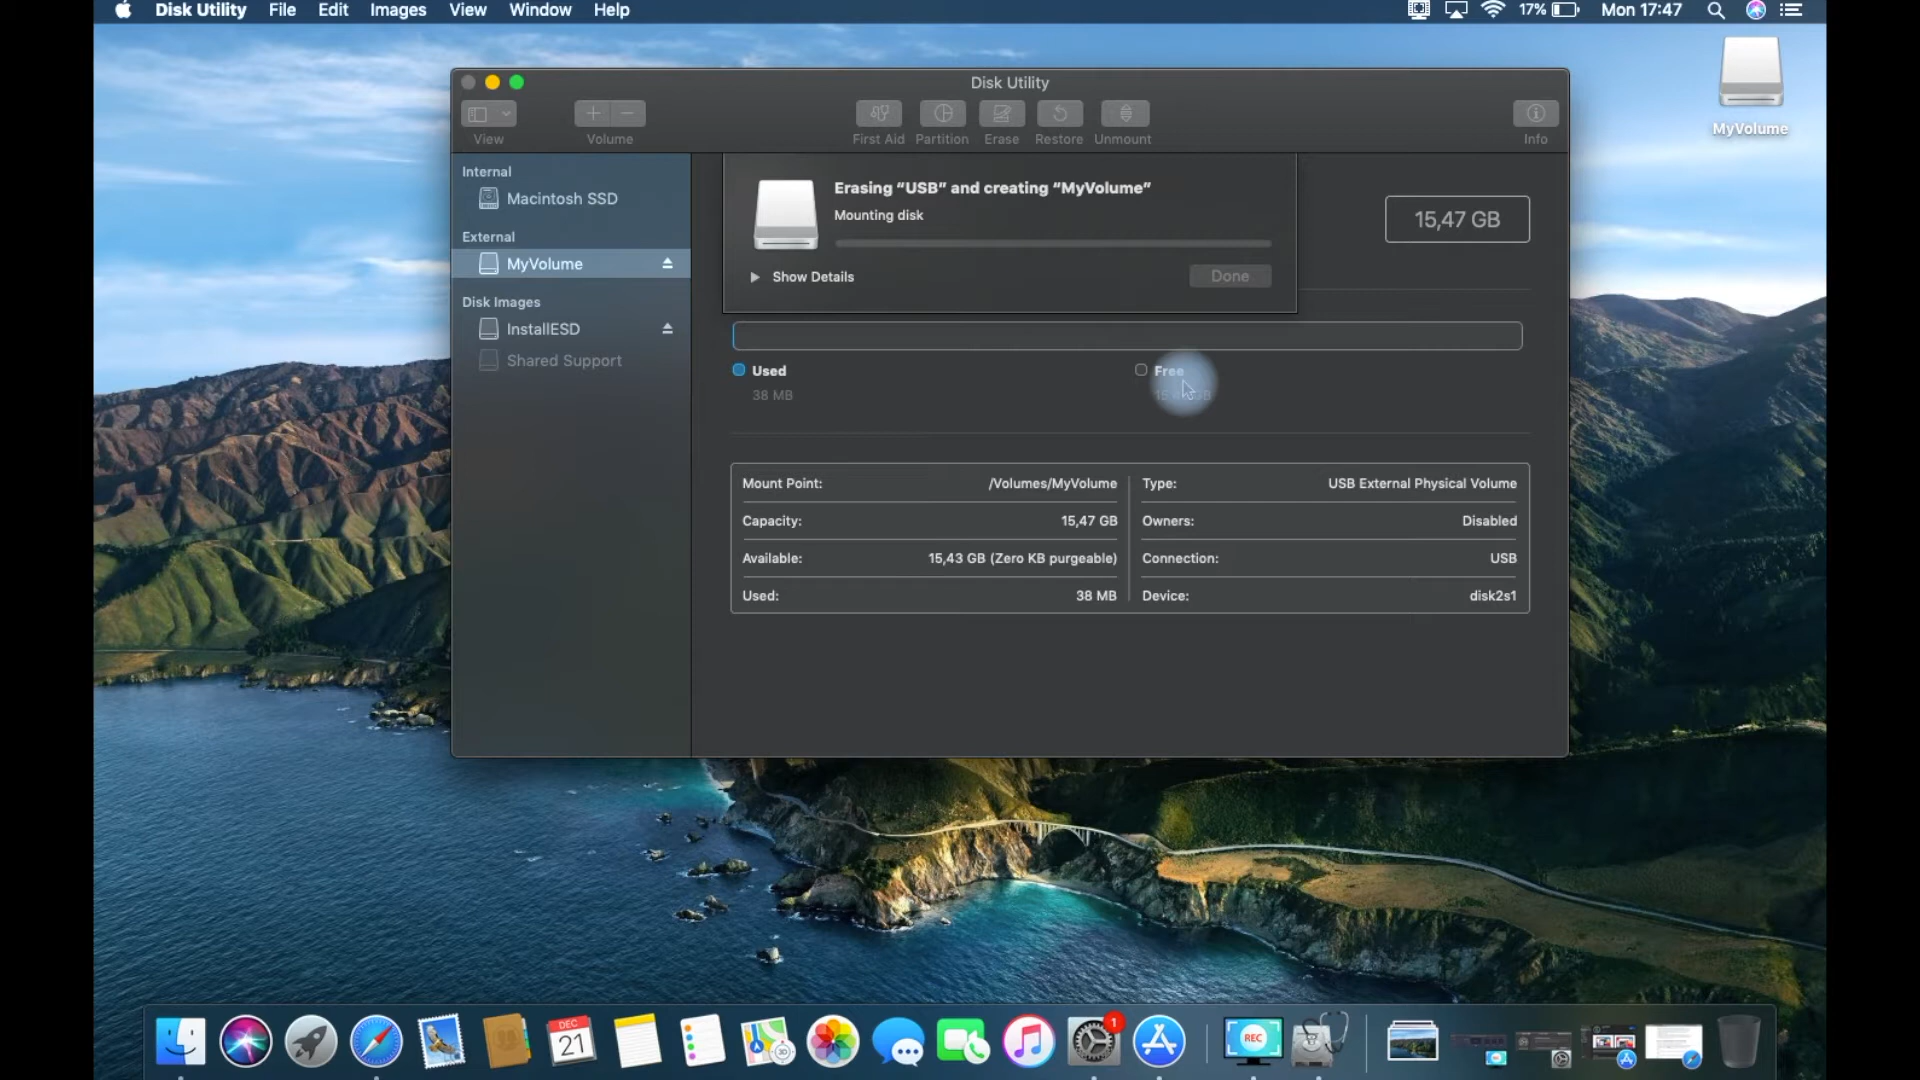 Disk Utility File Edit Images View Window Help
17% Mon 17:47
MyVolume
Disk Utility
View Volume First Aid Partition Erase Restore Unmount Info
Internal
Macintosh SSD
External
MyVolume
Disk Images
InstallESD
Shared Support
Erasing “USB” and creating “MyVolume”
Mounting disk
Show Details
Done
15,47 GB
Used
38 MB
Free
Mount Point: /Volumes/MyVolume
Capacity: 15,47 GB
Available: 15,43 GB (Zero KB purgeable)
Used: 38 MB
Type: USB External Physical Volume
Owners: Disabled
Connection: USB
Device: disk2s1
DEC
21
3D
1
REC